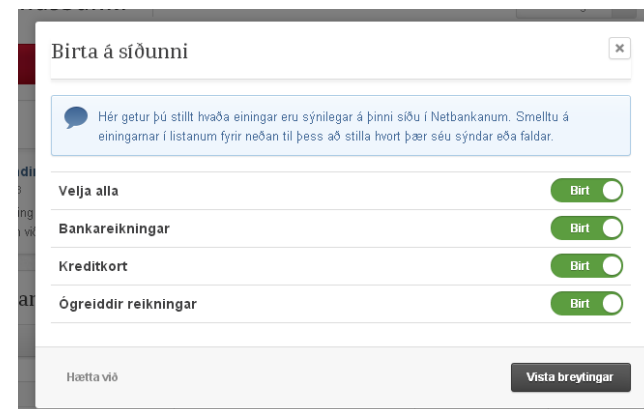 Birta á síðunni
Hér getur þú stillt hvaða einingar eru sýnilegar á þinni síðu í Netbankanum. Smelltu á
einingarnar í listanum fyrir neðan til þess að stilla hvort þær séu sýndar eða faldar.
Velja alla Birt
Bankareikningar Birt
Kreditkort Birt
Ógreiddir reikningar Birt
Hætta við Vista breytingar